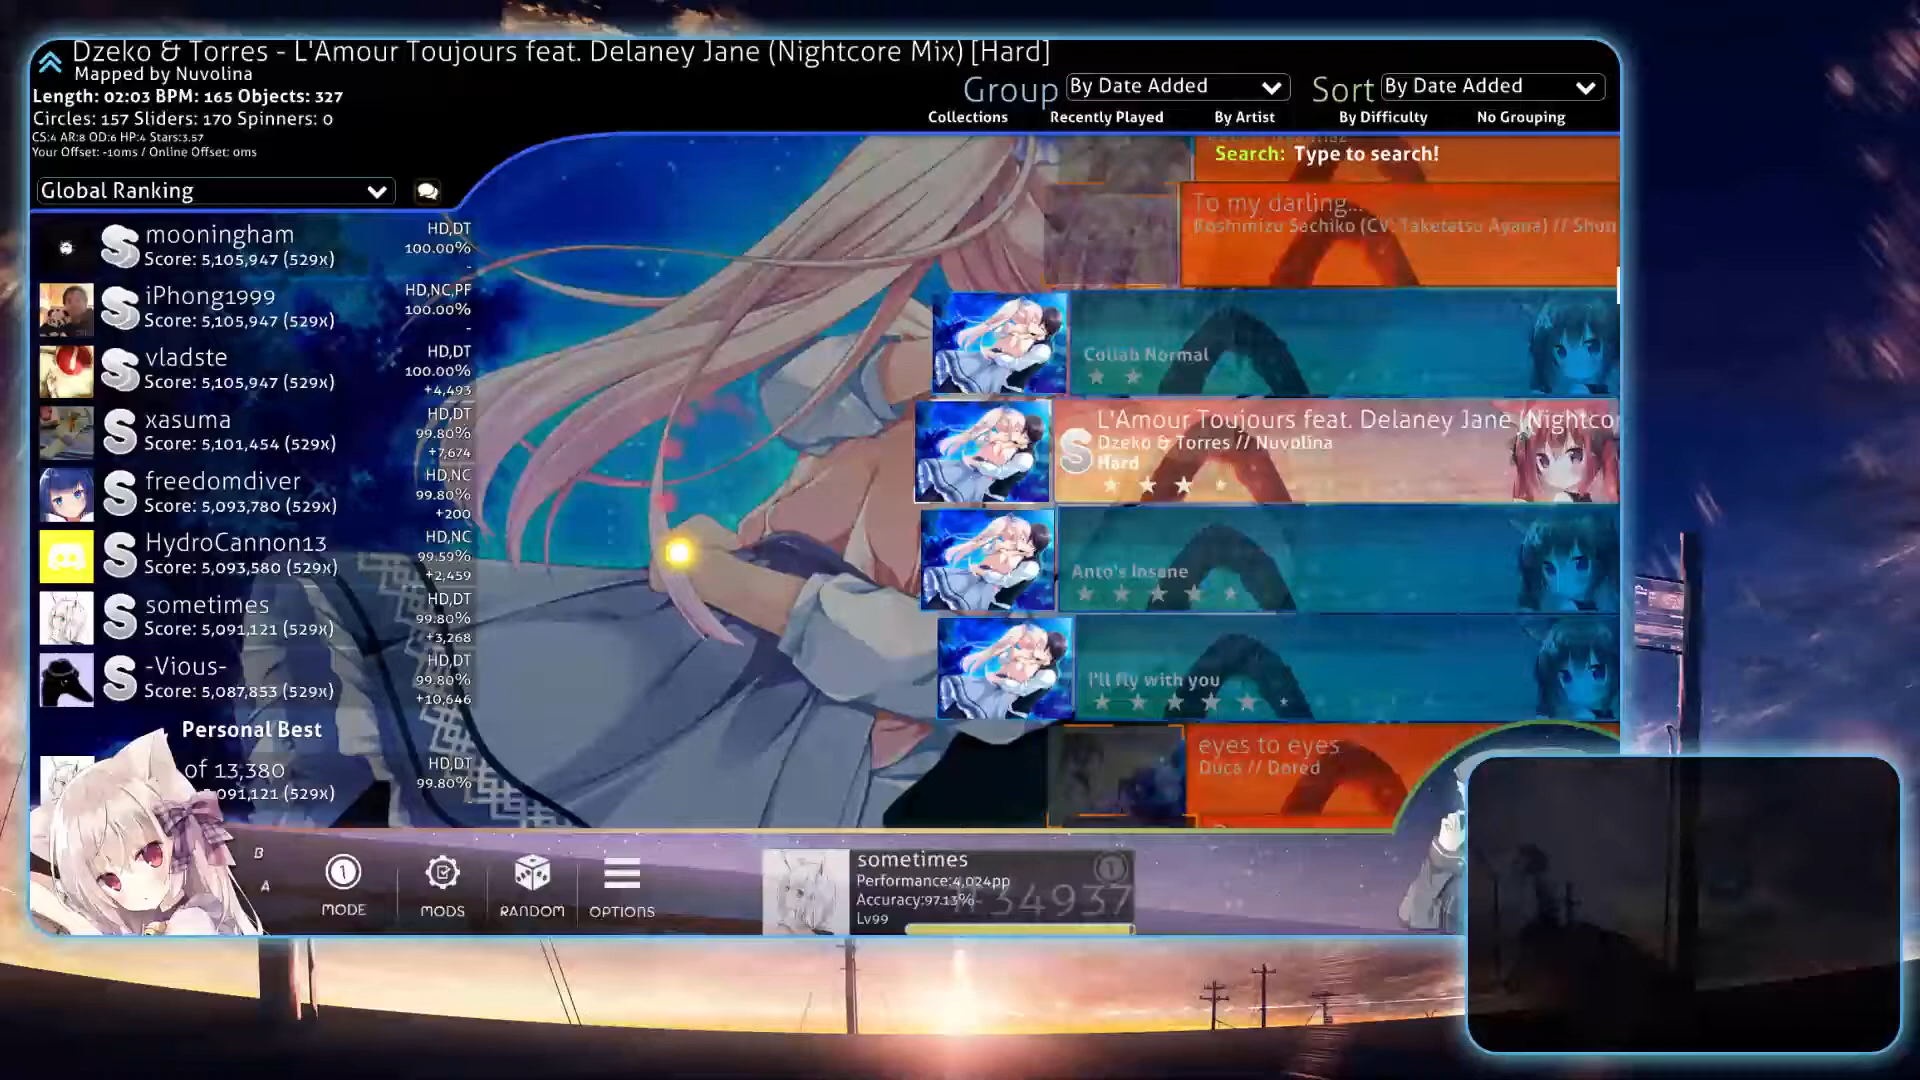 Dzeko & Torres - L'Amour Toujours feat. Delaney Jane (Nightcore Mix) [Hard]
Mapped by Nuvolina
Length: 02:03 BPM: 165 Objects: 327
Circles: 157 Sliders: 170 Spinners: 0
CS:4 AR:8 OD:6 HP:4 Stars:3.57
Your Offset: -10ms / Online Offset: 0ms
Group By Date Added
Sort By Date Added
Collections Recently Played By Artist By Difficulty No Grouping
Search: Type to search!
Global Ranking
mooningham HD,DT
Score: 5,105,947 (529x) 100.00%
-
iPhong1999 HD,NC,PF
Score: 5,105,947 (529x) 100.00%
-
vladste HD,DT
Score: 5,105,947 (529x) 100.00%
+4,493
xasuma HD,DT
Score: 5,101,454 (529x) 99.80%
+7,674
freedomdiver HD,NC
Score: 5,093,780 (529x) 99.80%
+200
HydroCannon13 HD,NC
Score: 5,093,580 (529x) 99.59%
+2,459
sometimes HD,DT
Score: 5,091,121 (529x) 99.80%
+3,268
-Vious- HD,DT
Score: 5,087,853 (529x) 99.80%
+10,646
Personal Best
of 13,380 HD,DT
091,121 (529x) 99.80%
To my darling...
Koshimizu Sachiko (CV: Taketatsu Ayana) // Shun
Collab Normal
L'Amour Toujours feat. Delaney Jane (Nightco
Dzeko & Torres // Nuvolina
Hard
Anto's Insane
I'll fly with you
eyes to eyes
Duca // Dored
B
A
1
MODE
MODS
RANDOM
OPTIONS
sometimes
Performance:4,024pp
Accuracy:97.13%
Lv99